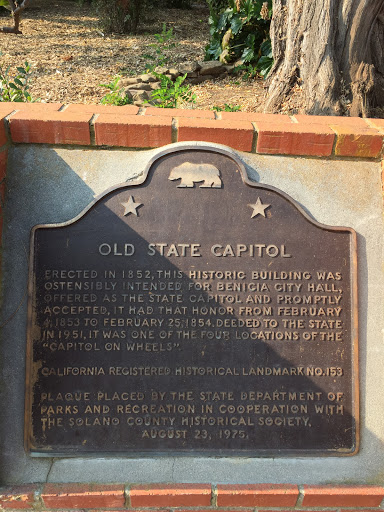 OLD STATE CAPITOL
ERECTED IN 1852, THIS HISTORIC BUILDING WAS
OSTENSIBLY INTENDED FOR BENICIA CITY HALL.
OFFERED AS THE STATE CAPITOL AND PROMPTLY
ACCEPTED, IT HAD THAT HONOR FROM FEBRUARY
4, 1853 TO FEBRUARY 25, 1854. DEEDED TO THE STATE
IN 1951, IT WAS ONE OF THE FOUR LOCATIONS OF THE
"CAPITOL ON WHEELS".
CALIFORNIA REGISTERED HISTORICAL LANDMARK NO. 153
PLAQUE PLACED BY THE STATE DEPARTMENT OF
PARKS AND RECREATION IN COOPERATION WITH
THE SOLANO COUNTY HISTORICAL SOCIETY,
AUGUST 23, 1975.